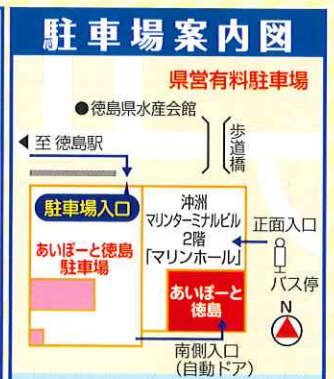 駐車場案内図
県営有料駐車場
●徳島県水産会館
◀至 徳島駅
歩道橋
駐車場入口
沖洲
マリンターミナルビル
2階
「マリンホール」
正面入口
あいぽーと徳島
駐車場
あいぽーと
徳島
バス停
N
南側入口
(自動ドア)